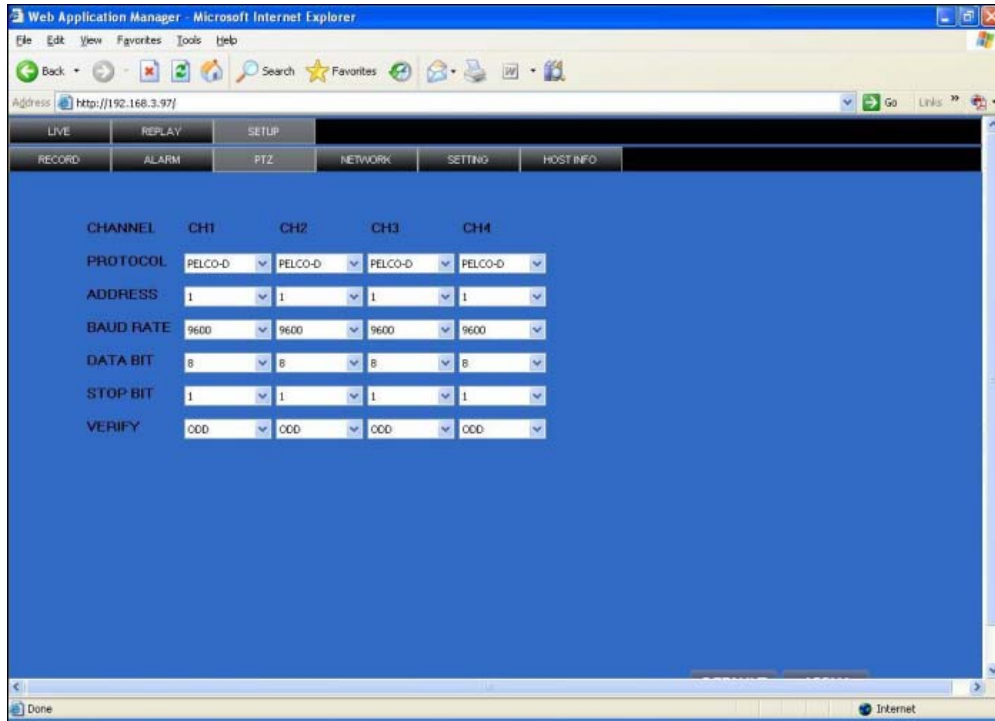 Web Application Manager - Microsoft Internet Explorer
File Edit View Favorites Tools Help
Back Search Favorites
Address http://192.168.3.97/ Go Links »
LIVE REPLAY SETUP
RECORD ALARM PTZ NETWORK SETTING HOST INFO
CHANNEL CH1 CH2 CH3 CH4
PROTOCOL PELCO-D PELCO-D PELCO-D PELCO-D
ADDRESS 1 1 1 1
BAUD RATE 9600 9600 9600 9600
DATA BIT 8 8 8 8
STOP BIT 1 1 1 1
VERIFY ODD ODD ODD ODD
Done Internet